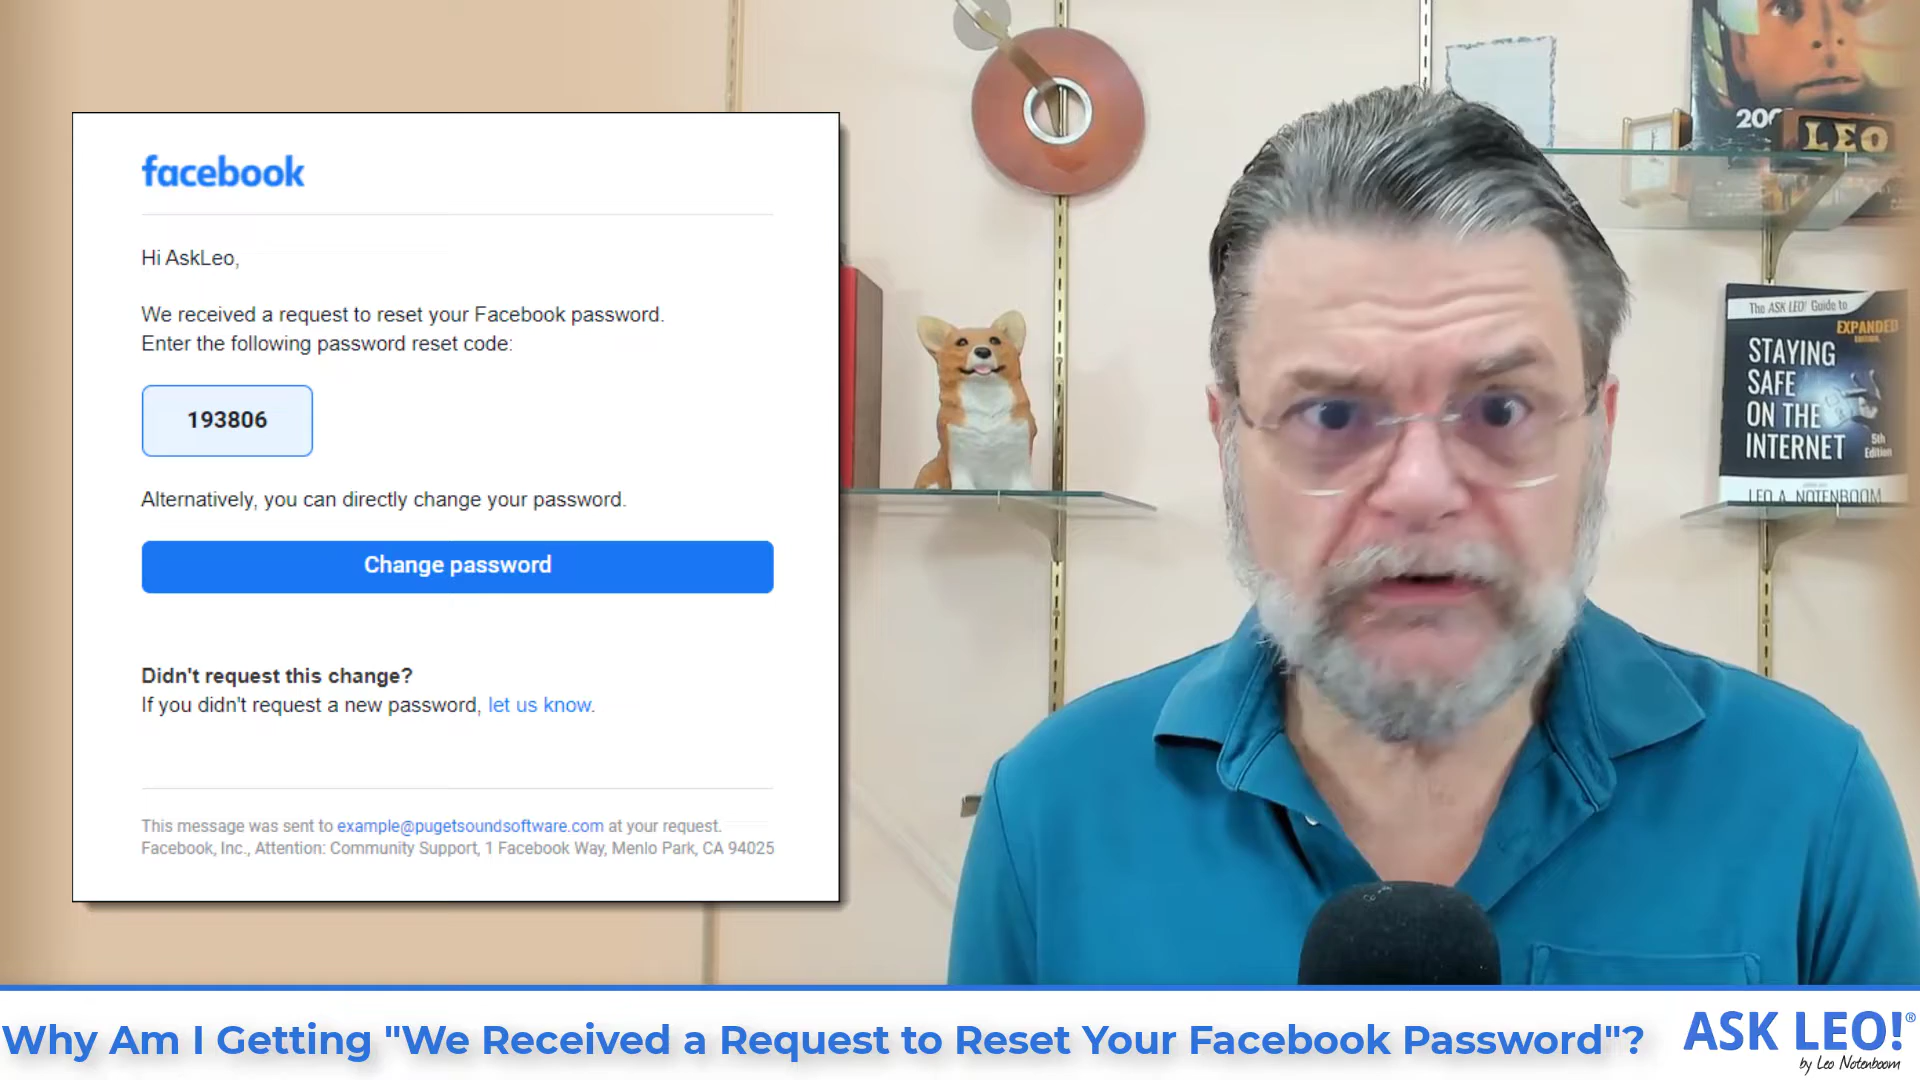 facebook
Hi AskLeo,
We received a request to reset your Facebook password.
Enter the following password reset code:
193806
Alternatively, you can directly change your password.
Change password
Didn't request this change?
If you didn't request a new password, let us know.
This message was sent to example@pugetsoundsoftware.com at your request.
Facebook, Inc., Attention: Community Support, 1 Facebook Way, Menlo Park, CA 94025
200
LEO
The ASK LEO! Guide to
EXPANDED
EDITION
STAYING
SAFE
ON THE
INTERNET
5th
Edition
LEO A. NOTENBOOM
Why Am I Getting "We Received a Request to Reset Your Facebook Password"?
ASK LEO!®
by Leo Notenboom